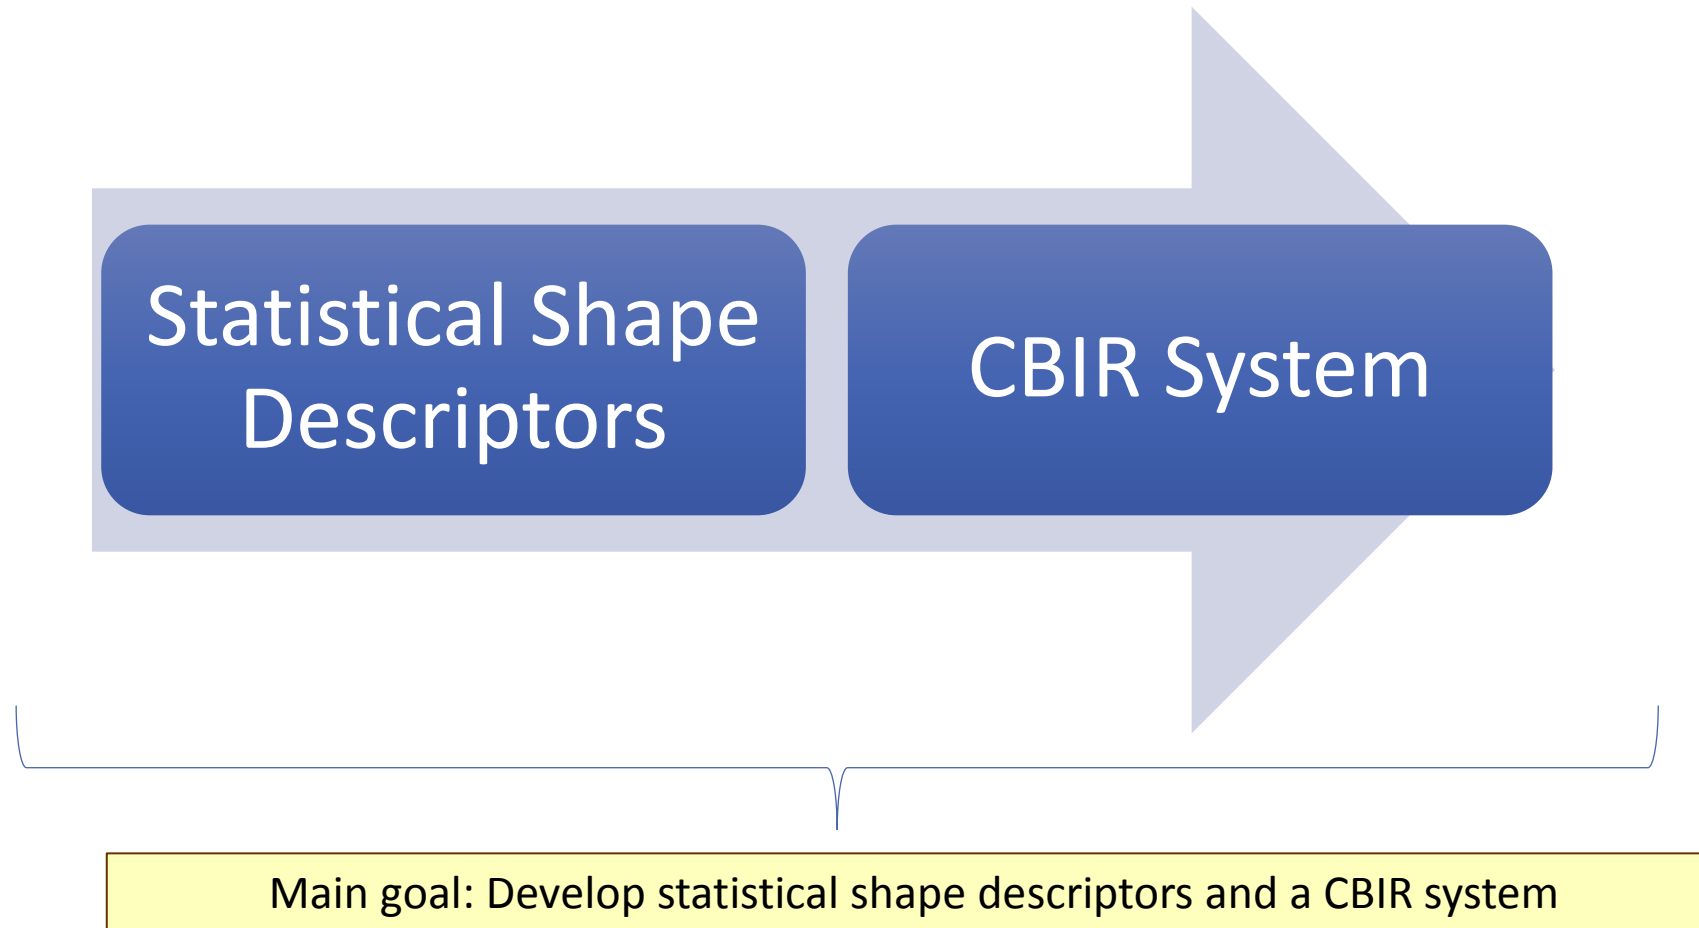 Statistical Shape
Descriptors
CBIR System
Main goal: Develop statistical shape descriptors and a CBIR system